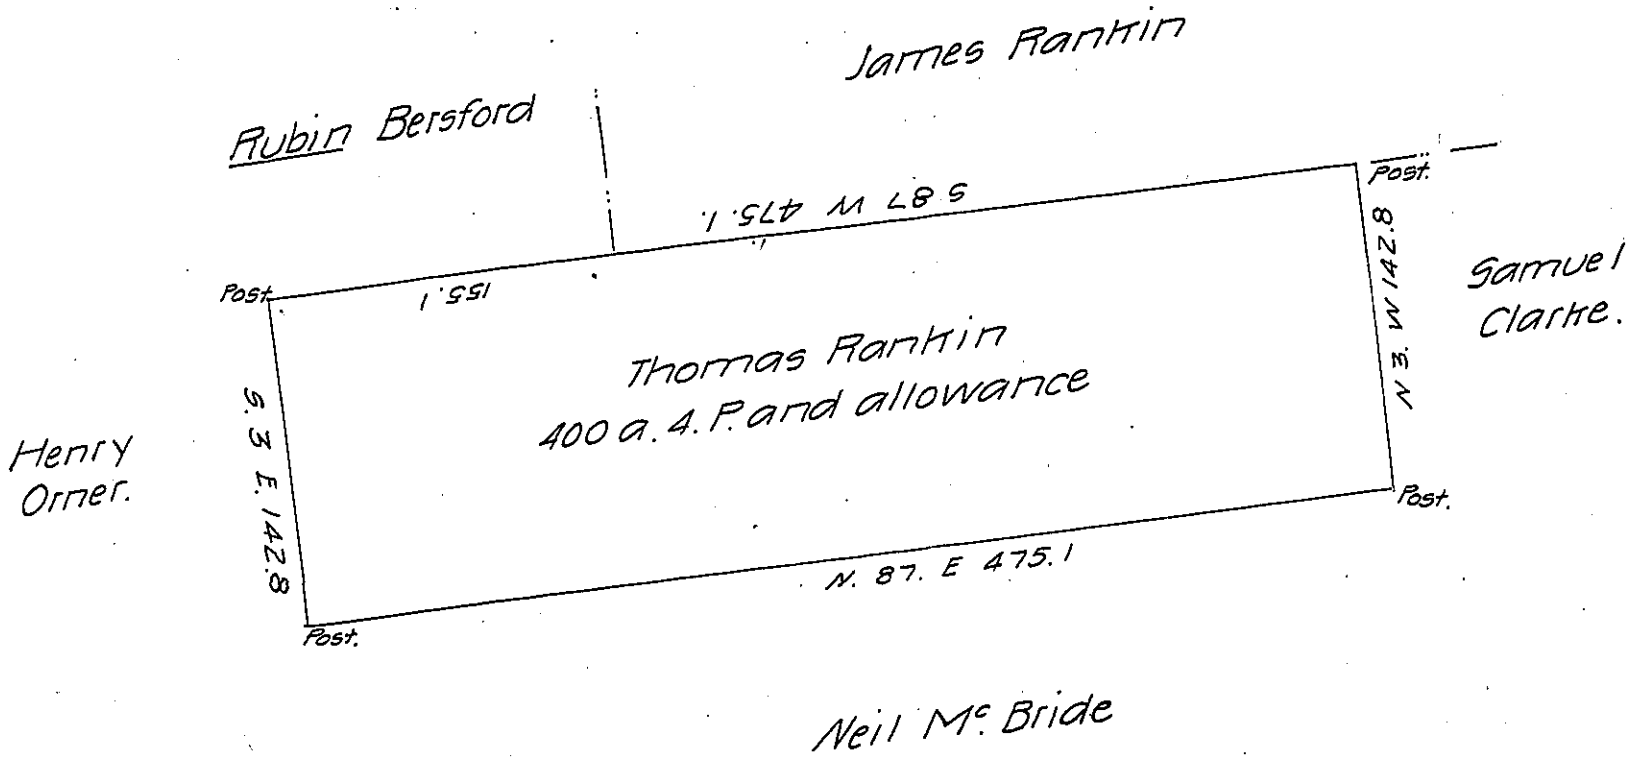 James Rankin
Rubin Bersford
S 87 W 475.1.
Post.
Post.
155.1
N 3. W 142.8
Samuel
Clarke.
Thomas Rankin
400 a. 4. P. and allowance
Henry
Orner.
S. 3 E. 142.8
Post.
N. 87. E 475.1
Post.
Neil Mc. Bride